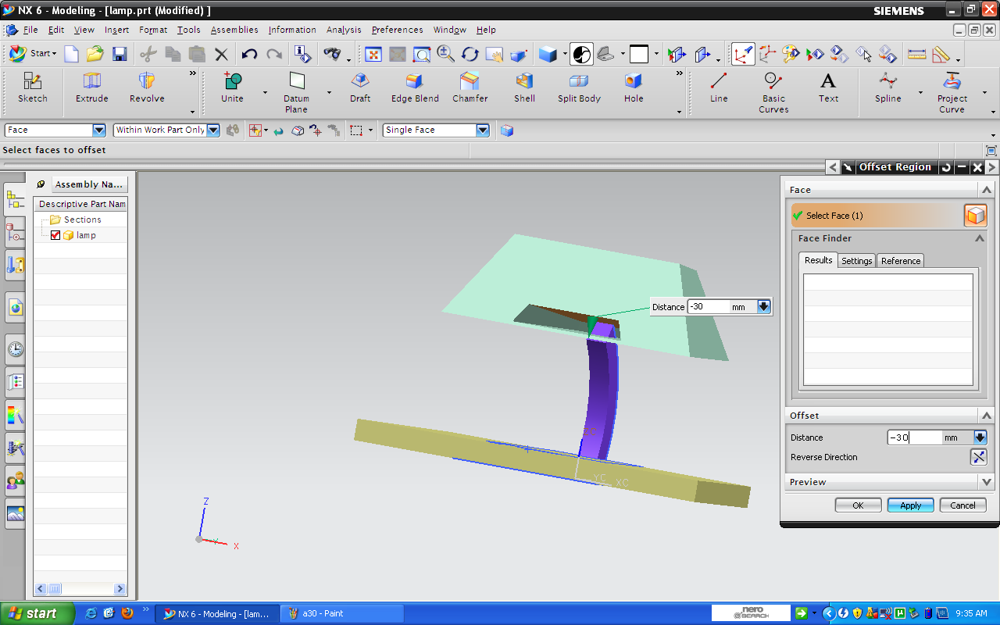 NX 6 - Modeling - [lamp.prt (Modified) ]
SIEMENS
File Edit View Insert Format Tools Assemblies Information Analysis Preferences Window Help
Start
Sketch Extrude Revolve Unite Datum Plane Draft Edge Blend Chamfer Shell Split Body Hole Line Basic Curves Text Spline Project Curve
Face Within Work Part Only Single Face
Select faces to offset
Offset Region
Assembly Na...
Descriptive Part Nam
Sections
lamp
Face
Select Face (1)
Face Finder
Results Settings Reference
Distance -30 mm
Offset
Distance -30 mm
Reverse Direction
Preview
OK Apply Cancel
ZC
YC XC
Z
Y X
start
NX 6 - Modeling - [lam...
a30 - Paint
nero
SEARCH
9:35 AM